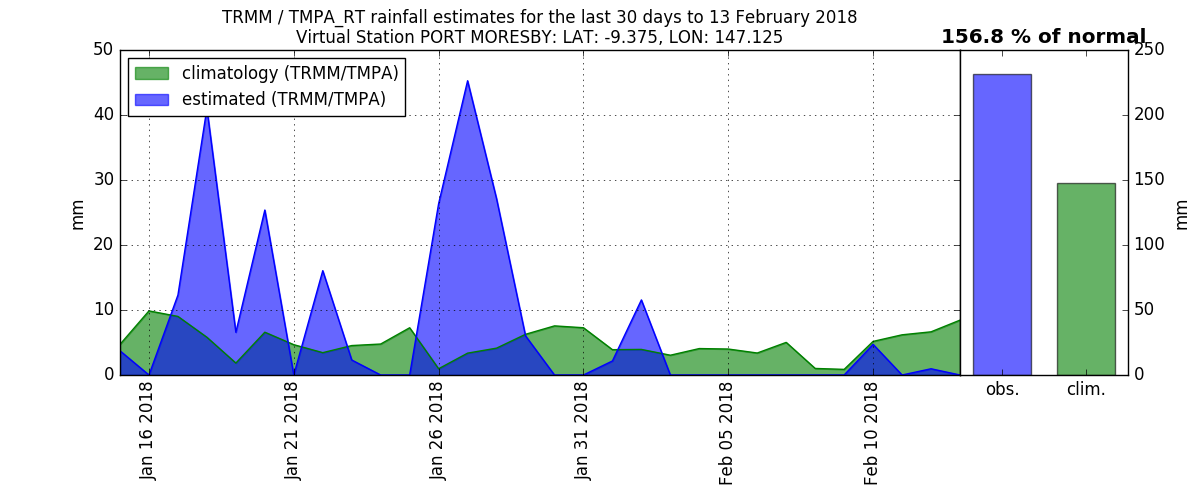 TRMM / TMPA_RT rainfall estimates for the last 30 days to 13 February 2018
Virtual Station PORT MORESBY: LAT: -9.375, LON: 147.125
156.8 % of normal
climatology (TRMM/TMPA)
estimated (TRMM/TMPA)
50
40
30
20
10
0
mm
Jan 16 2018
Jan 21 2018
Jan 26 2018
Jan 31 2018
Feb 05 2018
Feb 10 2018
250
200
150
100
50
0
mm
obs.
clim.